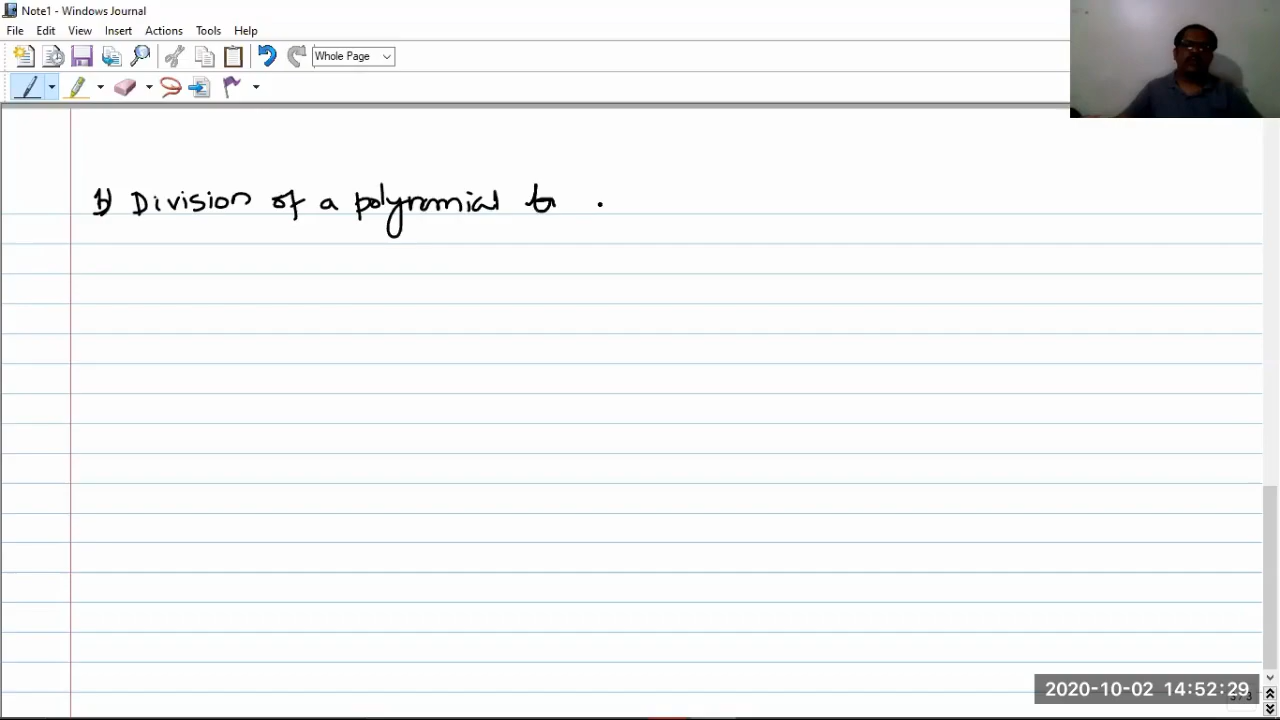 Note1 - Windows Journal
File Edit View Insert Actions Tools Help
Whole Page
1) Division of a polynomial
2020-10-02 14:52:29